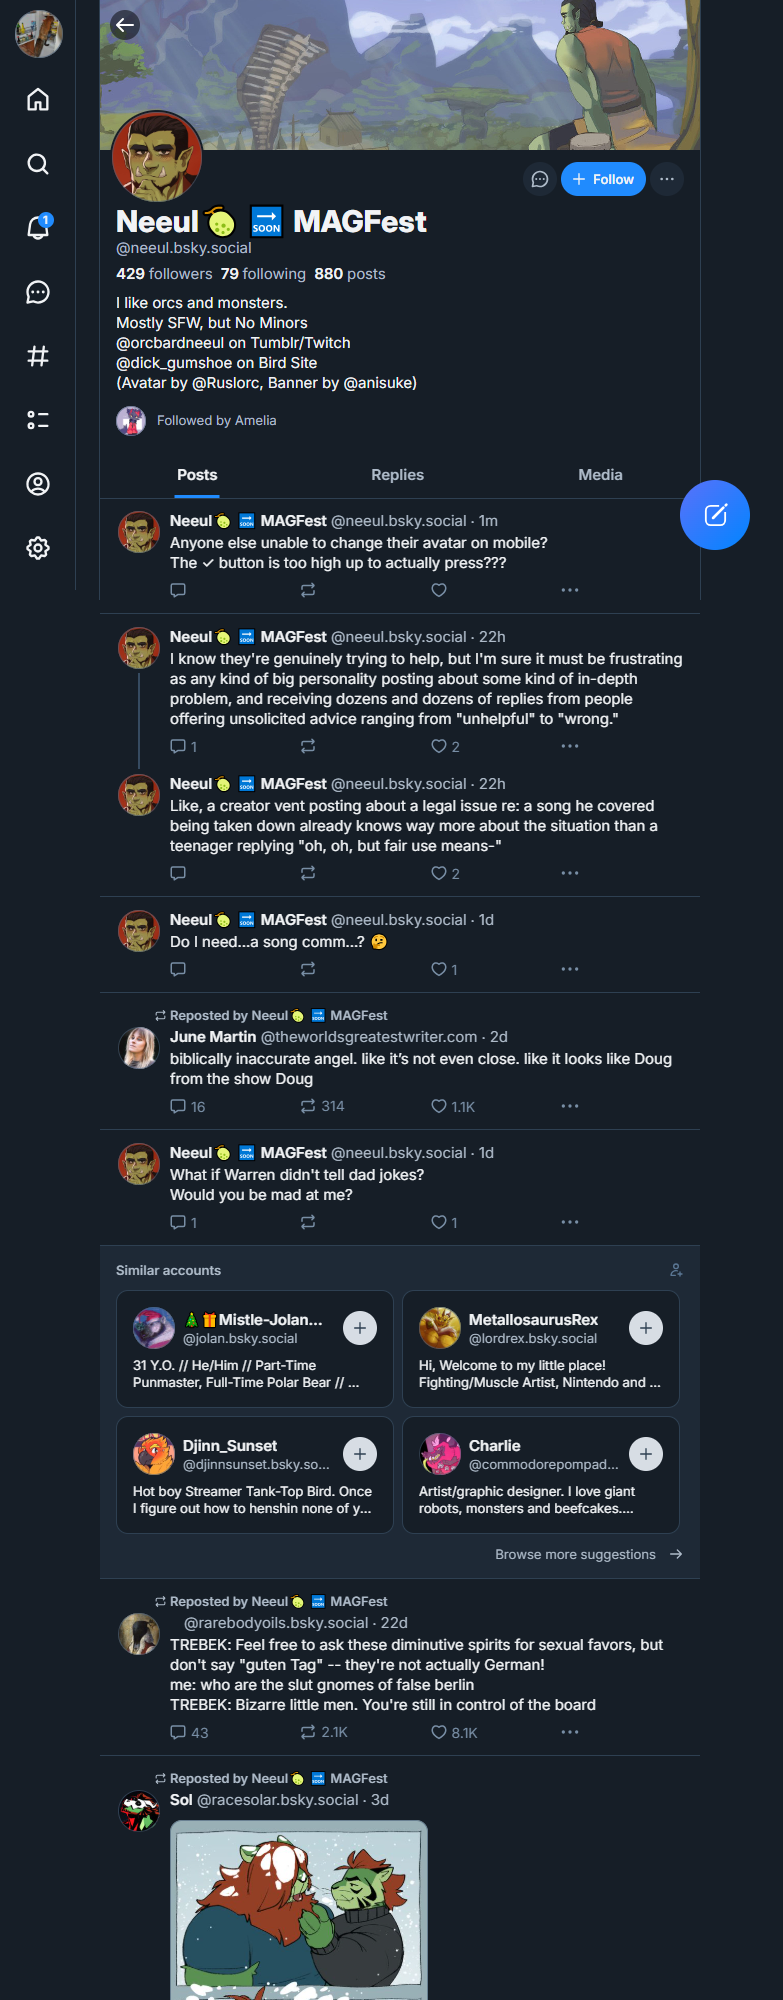 1
Follow
Neeul🍈 🔜 MAGFest
@neeul.bsky.social
429 followers 79 following 880 posts
I like orcs and monsters.
Mostly SFW, but No Minors
@orcbardneeul on Tumblr/Twitch
@dick_gumshoe on Bird Site
(Avatar by @Ruslorc, Banner by @anisuke)
Followed by Amelia
Posts Replies Media
Neeul🍈 🔜 MAGFest @neeul.bsky.social · 1m
Anyone else unable to change their avatar on mobile?
The ✓ button is too high up to actually press???
Neeul🍈 🔜 MAGFest @neeul.bsky.social · 22h
I know they're genuinely trying to help, but I'm sure it must be frustrating
as any kind of big personality posting about some kind of in-depth
problem, and receiving dozens and dozens of replies from people
offering unsolicited advice ranging from "unhelpful" to "wrong."
1 2
Neeul🍈 🔜 MAGFest @neeul.bsky.social · 22h
Like, a creator vent posting about a legal issue re: a song he covered
being taken down already knows way more about the situation than a
teenager replying "oh, oh, but fair use means-"
2
Neeul🍈 🔜 MAGFest @neeul.bsky.social · 1d
Do I need...a song comm...? 🤔
1
Reposted by Neeul🍈 🔜 MAGFest
June Martin @theworldsgreatestwriter.com · 2d
biblically inaccurate angel. like it's not even close. like it looks like Doug
from the show Doug
16 314 1.1K
Neeul🍈 🔜 MAGFest @neeul.bsky.social · 1d
What if Warren didn't tell dad jokes?
Would you be mad at me?
1 1
Similar accounts
🎄🎁Mistle-Jolan...
@jolan.bsky.social
31 Y.O. // He/Him // Part-Time
Punmaster, Full-Time Polar Bear // ...
MetallosaurusRex
@lordrex.bsky.social
Hi, Welcome to my little place!
Fighting/Muscle Artist, Nintendo and ...
Djinn_Sunset
@djinnsunset.bsky.so...
Hot boy Streamer Tank-Top Bird. Once
I figure out how to henshin none of y...
Charlie
@commodorepompad...
Artist/graphic designer. I love giant
robots, monsters and beefcakes....
Browse more suggestions
Reposted by Neeul🍈 🔜 MAGFest
@rarebodyoils.bsky.social · 22d
TREBEK: Feel free to ask these diminutive spirits for sexual favors, but
don't say "guten Tag" -- they're not actually German!
me: who are the slut gnomes of false berlin
TREBEK: Bizarre little men. You're still in control of the board
43 2.1K 8.1K
Reposted by Neeul🍈 🔜 MAGFest
Sol @racesolar.bsky.social · 3d